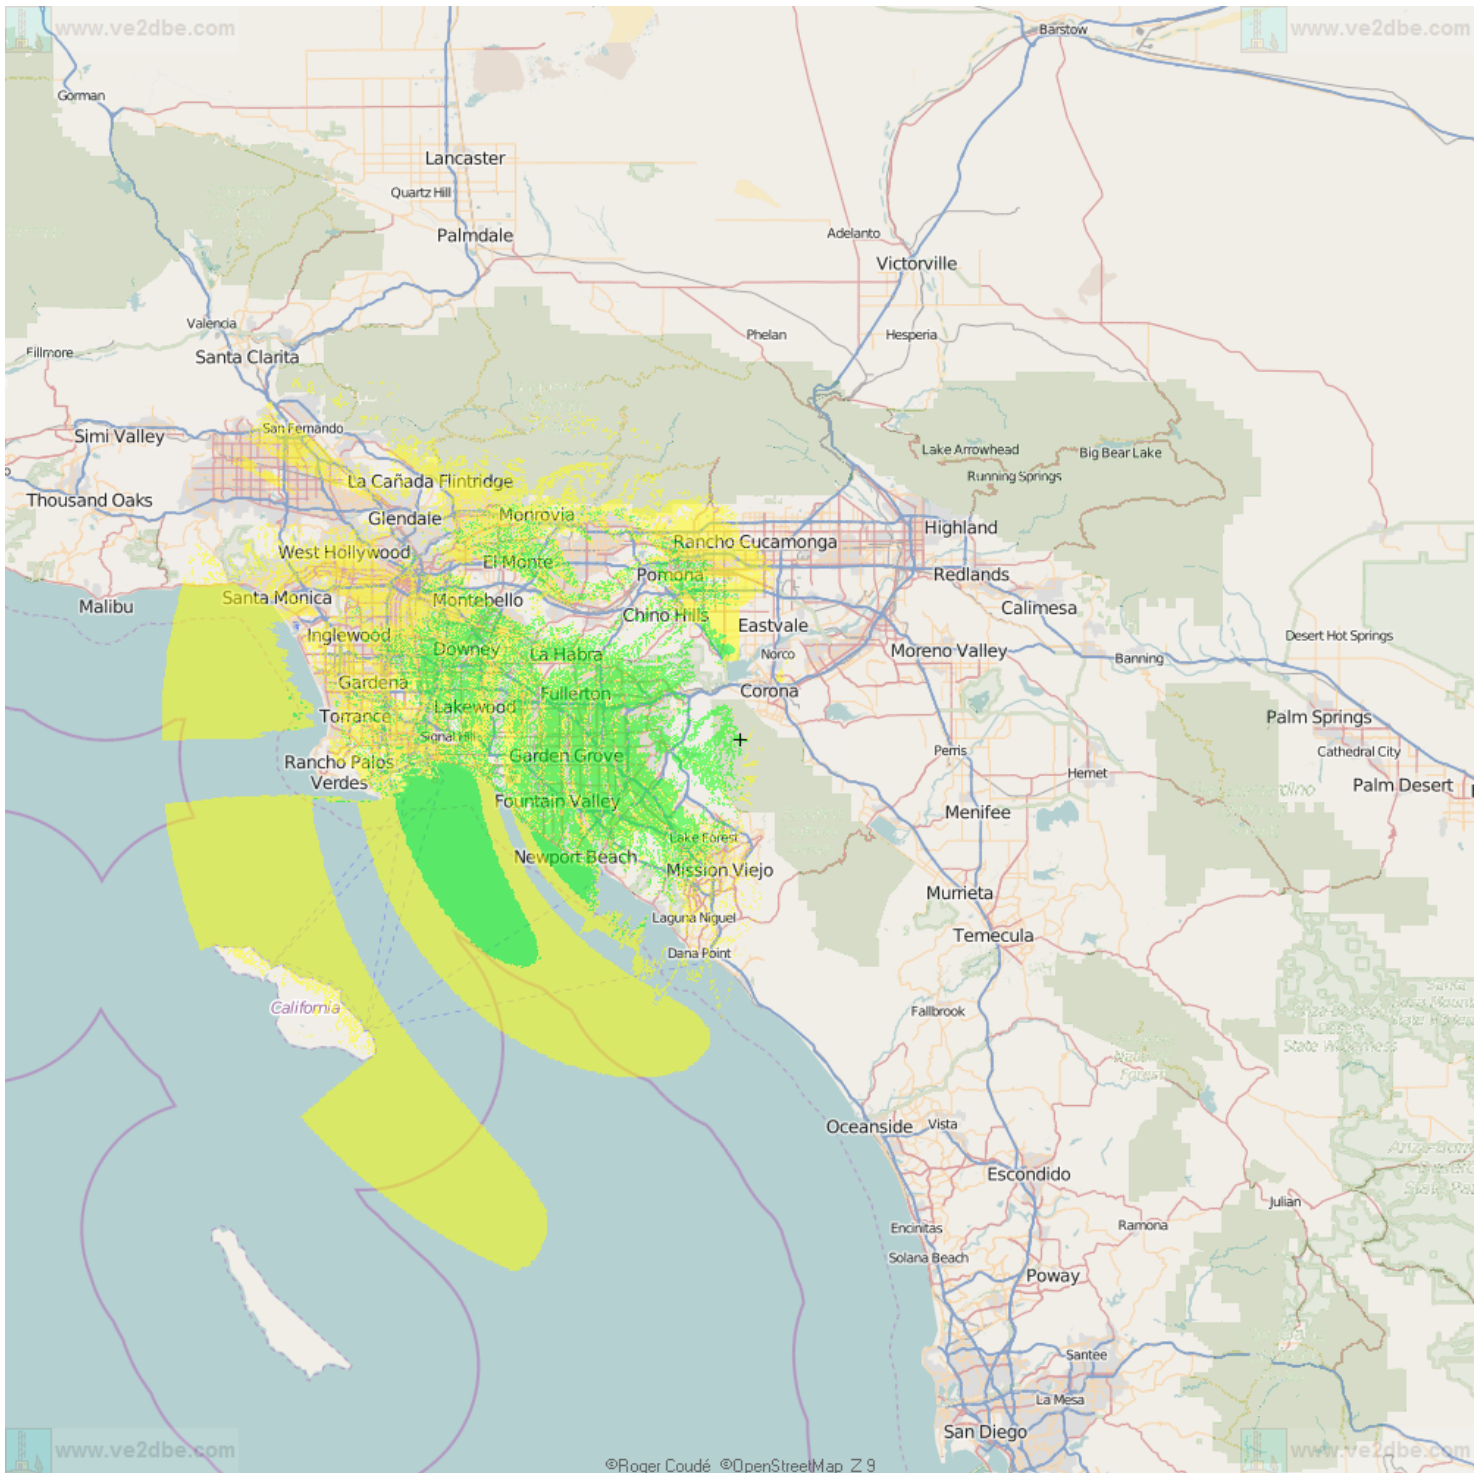 www.ve2dbe.com
www.ve2dbe.com
Barstow
Gorman
Lancaster
Quartz Hill
Palmdale
Adelanto
Victorville
Valencia
Phelan
Hesperia
Fillmore
Santa Clarita
San Fernando
Simi Valley
Lake Arrowhead
Big Bear Lake
Running Springs
La Cañada Flintridge
Thousand Oaks
Monrovia
Glendale
Highland
West Hollywood
Rancho Cucamonga
El Monte
Pomona
Redlands
Santa Monica
Montebello
Malibu
Calimesa
Chino Hills
Eastvale
Inglewood
Desert Hot Springs
Downey
La Habra
Norco
Moreno Valley
Banning
Gardena
Fullerton
Corona
Lakewood
Torrance
Palm Springs
Signal Hill
Garden Grove
Perris
Cathedral City
Rancho Palos
Verdes
Hemet
Palm Desert
Fountain Valley
Menifee
Lake Forest
Newport Beach
Mission Viejo
Murrieta
Laguna Niguel
Temecula
Dana Point
California
Fallbrook
State Wilderness
Forest
Oceanside
Vista
Escondido
Julian
Encinitas
Ramona
Solana Beach
Poway
Santee
La Mesa
San Diego
www.ve2dbe.com
www.ve2dbe.com
©Roger Coudé ©OpenStreetMap Z 9